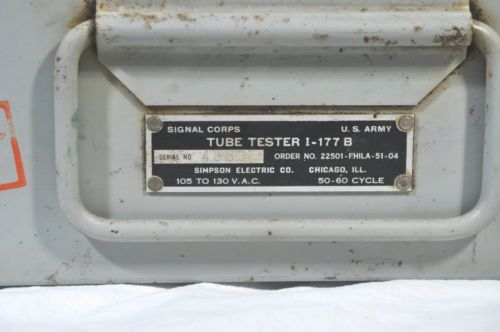 SIGNAL CORPS U. S. ARMY
TUBE TESTER I-177 B
SERIAL NO. ORDER NO. 22501-PHILA-51-04
SIMPSON ELECTRIC CO. CHICAGO, ILL.
105 TO 130 V.A.C. 50-60 CYCLE